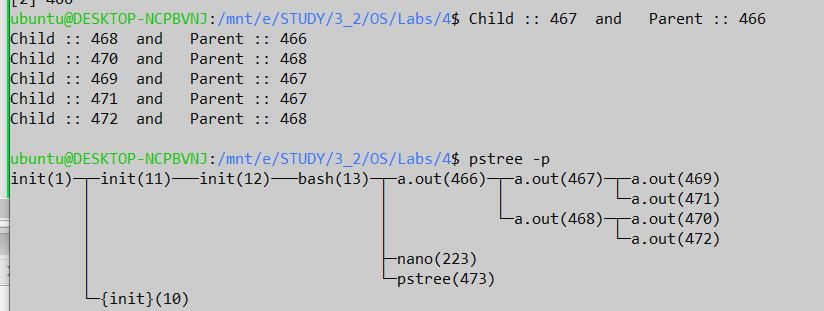 [2] 466
ubuntu@DESKTOP-NCPBVNJ:/mnt/e/STUDY/3_2/OS/Labs/4$ Child :: 467  and   Parent :: 466
Child :: 468  and   Parent :: 466
Child :: 470  and   Parent :: 468
Child :: 469  and   Parent :: 467
Child :: 471  and   Parent :: 467
Child :: 472  and   Parent :: 468
ubuntu@DESKTOP-NCPBVNJ:/mnt/e/STUDY/3_2/OS/Labs/4$ pstree -p
init(1)─┬─init(11)───init(12)───bash(13)─┬─a.out(466)─┬─a.out(467)─┬─a.out(469)
        │                                │            │            └─a.out(471)
        │                                │            └─a.out(468)─┬─a.out(470)
        │                                │                         └─a.out(472)
        │                                ├─nano(223)
        │                                └─pstree(473)
        └─{init}(10)